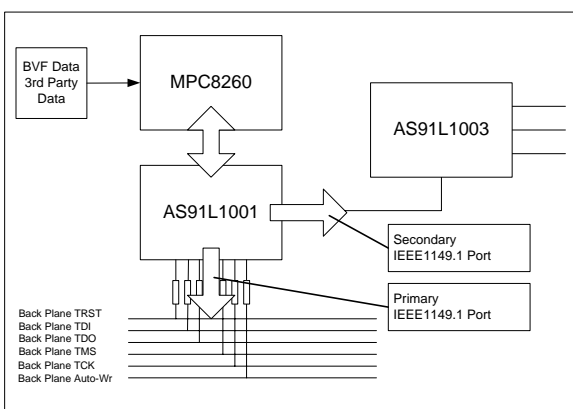 BVF Data
3rd Party
Data
MPC8260
AS91L1003
AS91L1001
Secondary
IEEE1149.1 Port
Primary
IEEE1149.1 Port
Back Plane TRST
Back Plane TDI
Back Plane TDO
Back Plane TMS
Back Plane TCK
Back Plane Auto-Wr